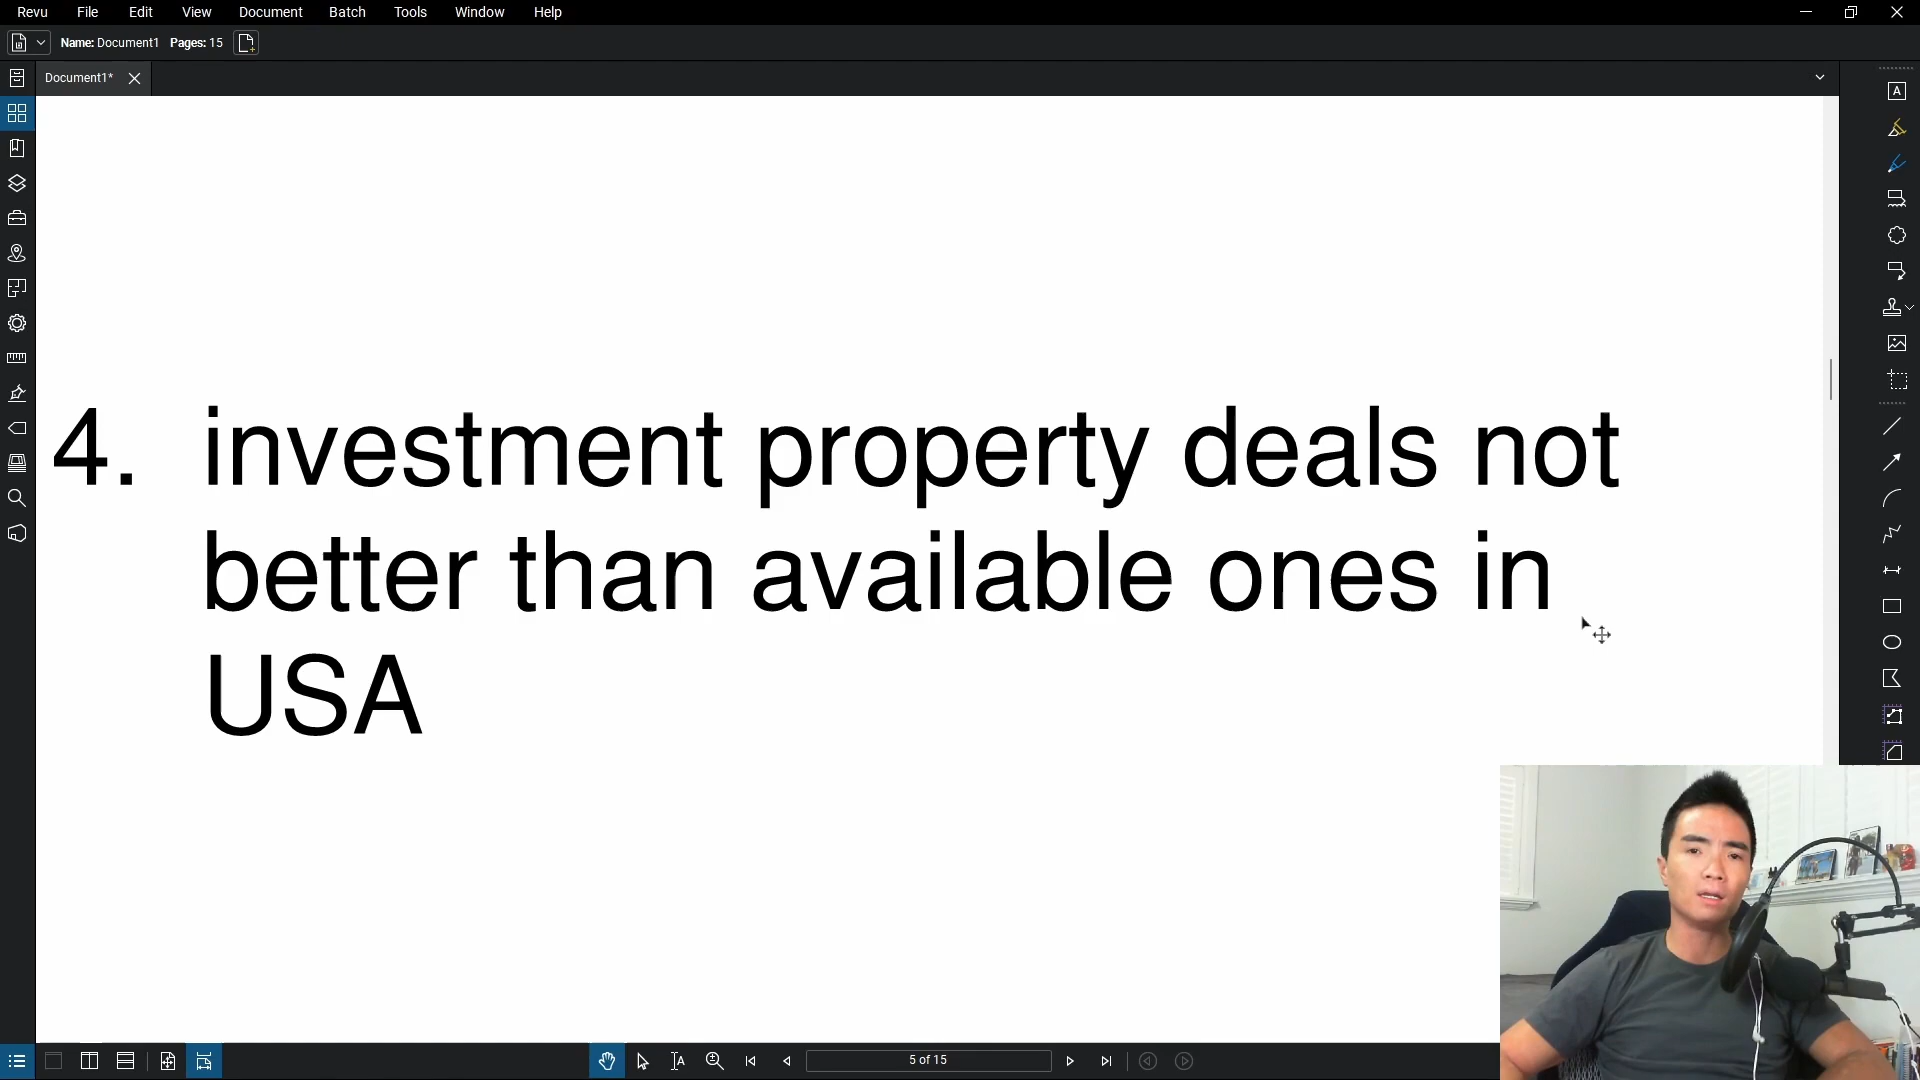 Revu File Edit View Document Batch Tools Window Help
Name: Document1 Pages: 15
Document1*
4. investment property deals not
better than available ones in
USA
5 of 15